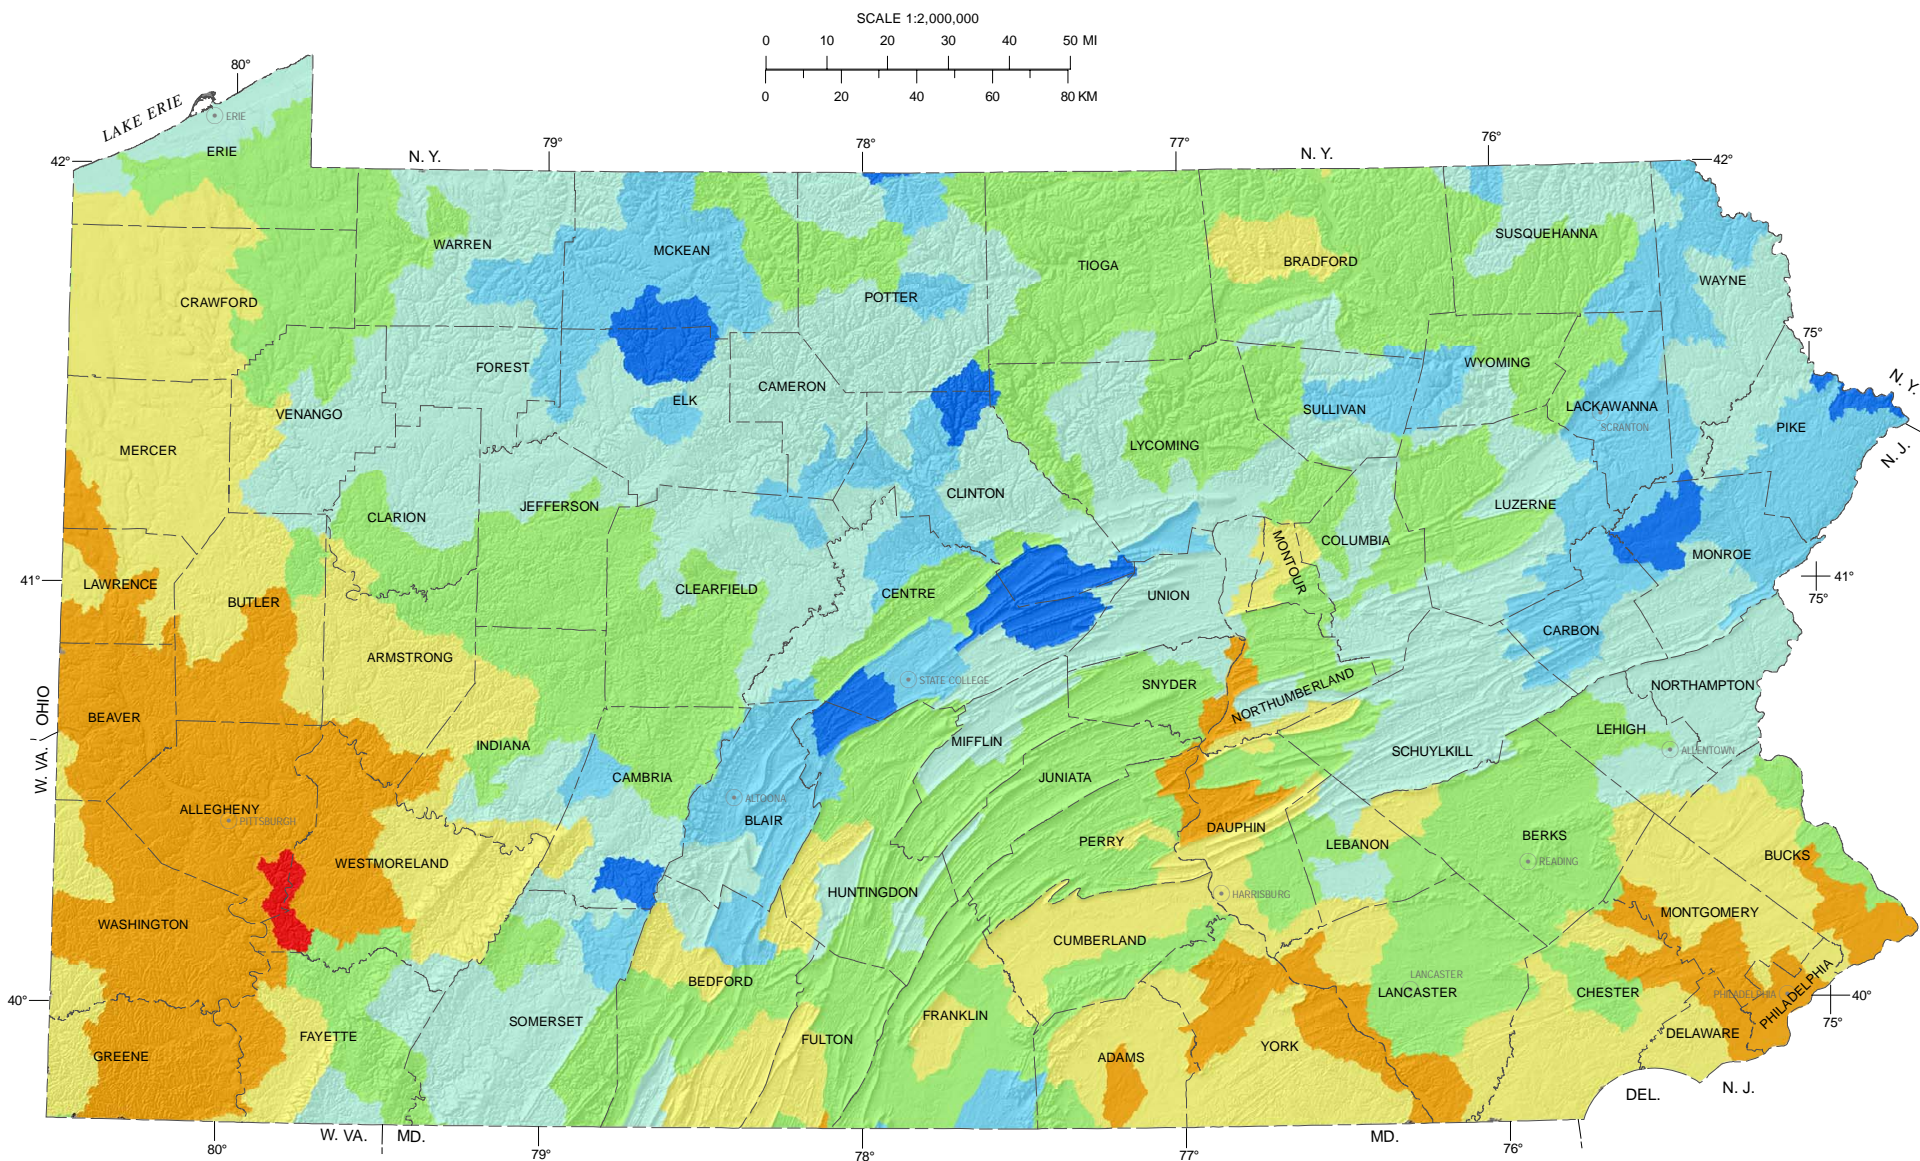 SCALE 1:2,000,000
0 10 20 30 40 50 MI
0 20 40 60 80 KM
80°
LAKE ERIE
ERIE
ERIE
42°
N. Y.
79°
78°
77°
N. Y.
76°
42°
WARREN
MCKEAN
TIOGA
BRADFORD
SUSQUEHANNA
WAYNE
CRAWFORD
POTTER
75°
FOREST
CAMERON
WYOMING
N. Y.
VENANGO
ELK
SULLIVAN
LACKAWANNA
SCRANTON
PIKE
N. J.
MERCER
LYCOMING
CLINTON
CLARION
JEFFERSON
LUZERNE
COLUMBIA
MONTOUR
MONROE
41°
LAWRENCE
BUTLER
CLEARFIELD
CENTRE
UNION
41°
75°
CARBON
ARMSTRONG
STATE COLLEGE
SNYDER
NORTHUMBERLAND
NORTHAMPTON
OHIO
W. VA.
BEAVER
INDIANA
MIFFLIN
LEHIGH
ALLENTOWN
SCHUYLKILL
CAMBRIA
JUNIATA
ALTOONA
BLAIR
ALLEGHENY
PITTSBURGH
DAUPHIN
PERRY
LEBANON
BERKS
READING
BUCKS
WESTMORELAND
HUNTINGDON
HARRISBURG
WASHINGTON
CUMBERLAND
MONTGOMERY
BEDFORD
LANCASTER
LANCASTER
CHESTER
PHILADELPHIA
PHILADELPHIA
40°
40°
75°
SOMERSET
FAYETTE
FULTON
FRANKLIN
GREENE
ADAMS
YORK
DELAWARE
DEL.
N. J.
W. VA.
MD.
MD.
80°
79°
78°
77°
76°